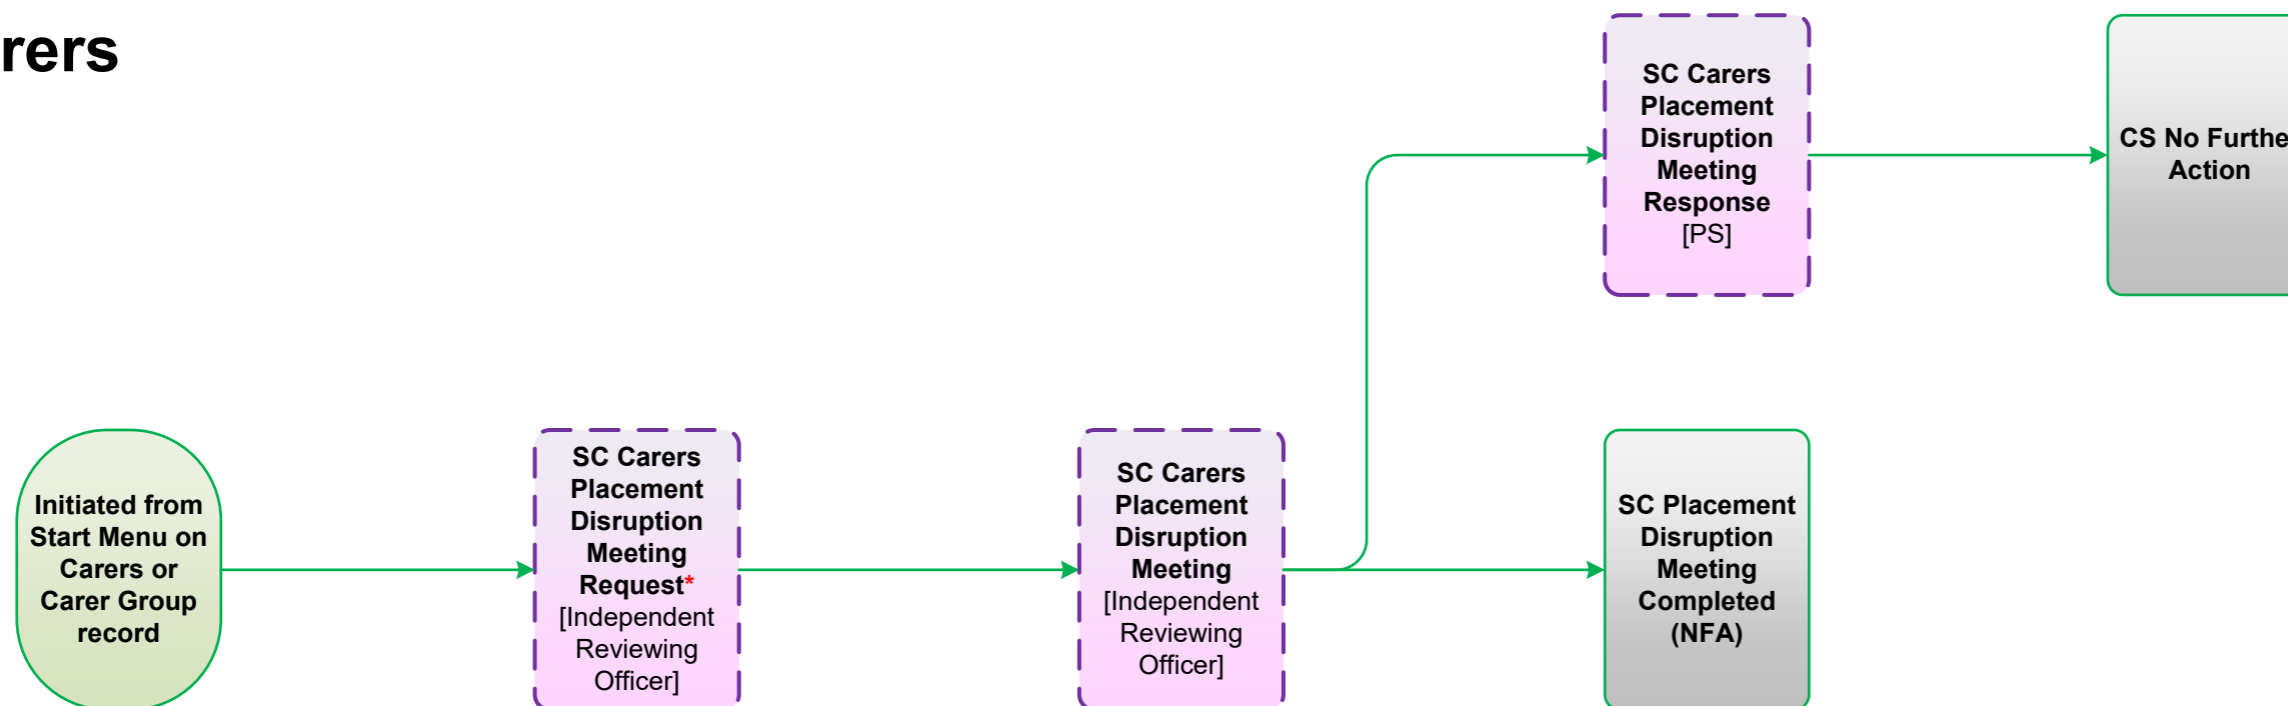 rers
SC Carers
Placement
Disruption
Meeting
Response
[PS]
CS No Furthe
Action
Initiated from
Start Menu on
Carers or
Carer Group
record
SC Carers
Placement
Disruption
Meeting
Request*
[Independent
Reviewing
Officer]
SC Carers
Placement
Disruption
Meeting
[Independent
Reviewing
Officer]
SC Placement
Disruption
Meeting
Completed
(NFA)